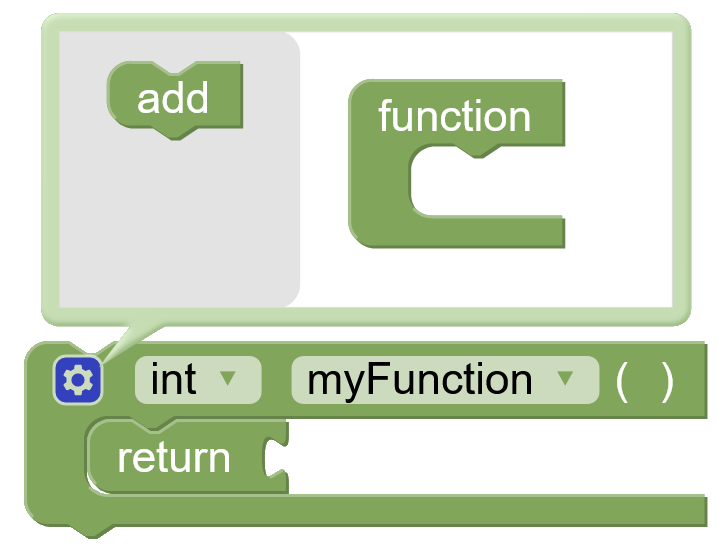 add
function
int myFunction ( )
return